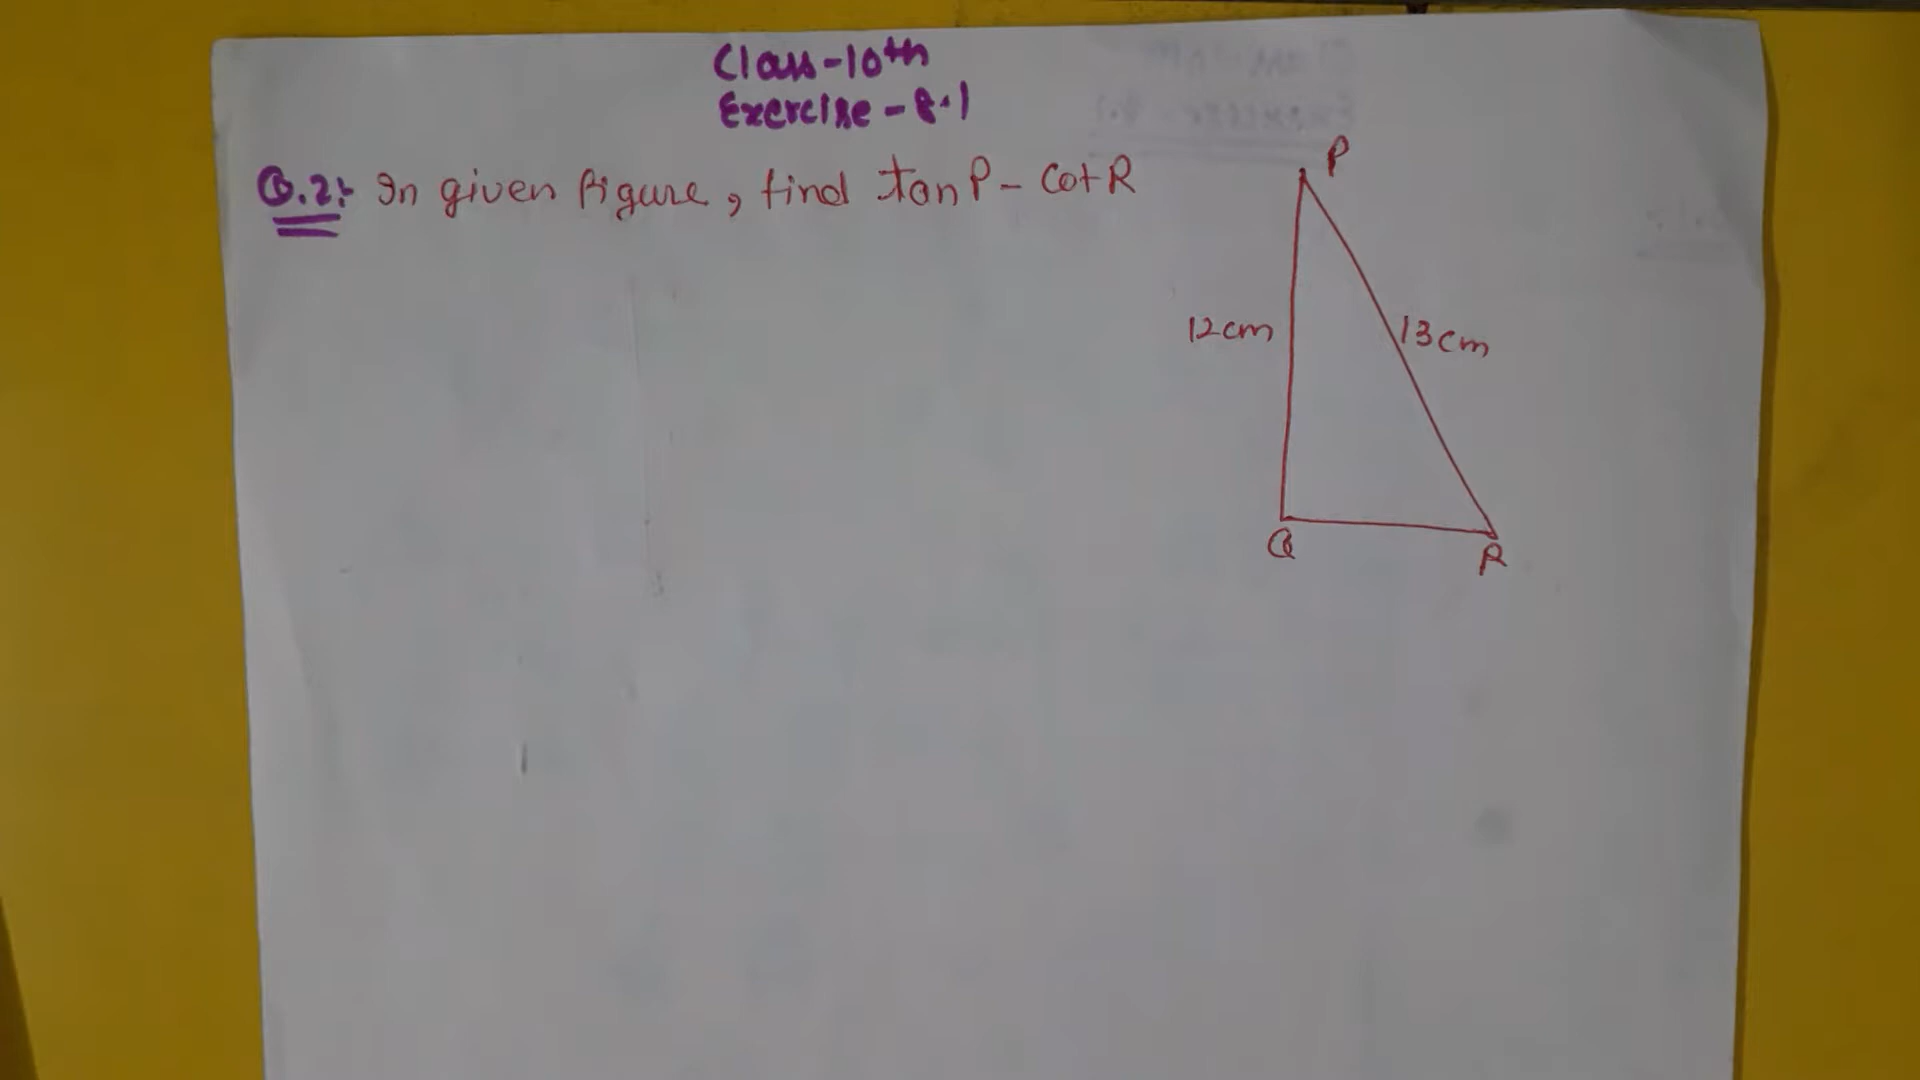 Class-10th
Exercise-8.1
Q.2:- In given figure, find tanP - CotR
P
12cm
13cm
Q
R